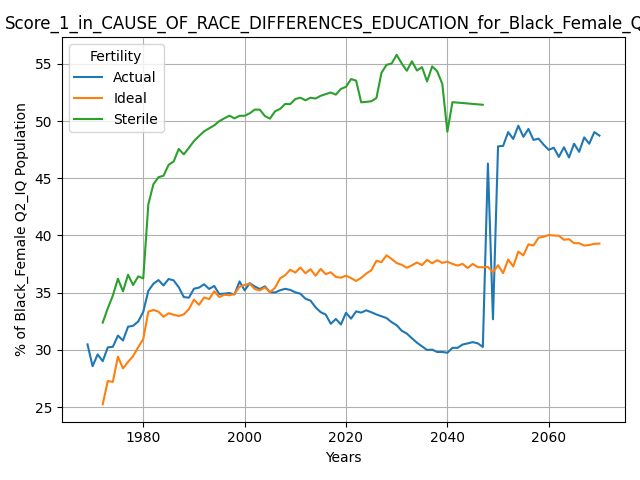 Score_1_in_CAUSE_OF_RACE_DIFFERENCES_EDUCATION_for_Black_Female_Q
Fertility
Actual
Ideal
Sterile
% of Black_Female Q2_IQ Population
55
50
45
40
35
30
25
1980 2000 2020 2040 2060
Years